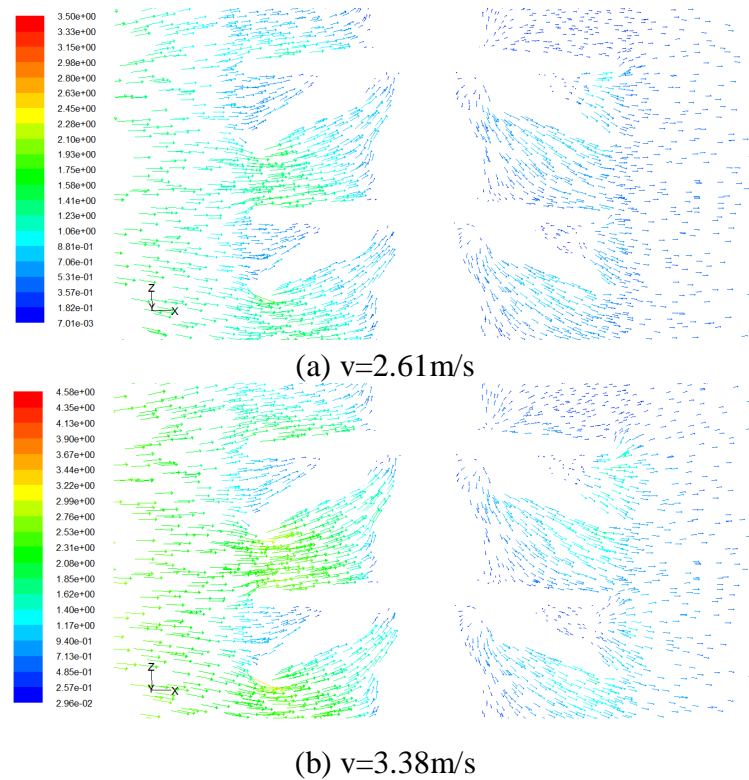 3.50e+00
3.33e+00
3.15e+00
2.98e+00
2.80e+00
2.63e+00
2.45e+00
2.28e+00
2.10e+00
1.93e+00
1.75e+00
1.58e+00
1.41e+00
1.23e+00
1.06e+00
8.81e-01
7.06e-01
5.31e-01
3.57e-01
1.82e-01
7.01e-03
Z
Y X
(a) v=2.61m/s
4.58e+00
4.35e+00
4.13e+00
3.90e+00
3.67e+00
3.44e+00
3.22e+00
2.99e+00
2.76e+00
2.53e+00
2.31e+00
2.08e+00
1.85e+00
1.62e+00
1.40e+00
1.17e+00
9.40e-01
7.13e-01
4.85e-01
2.57e-01
2.96e-02
Z
Y X
(b) v=3.38m/s